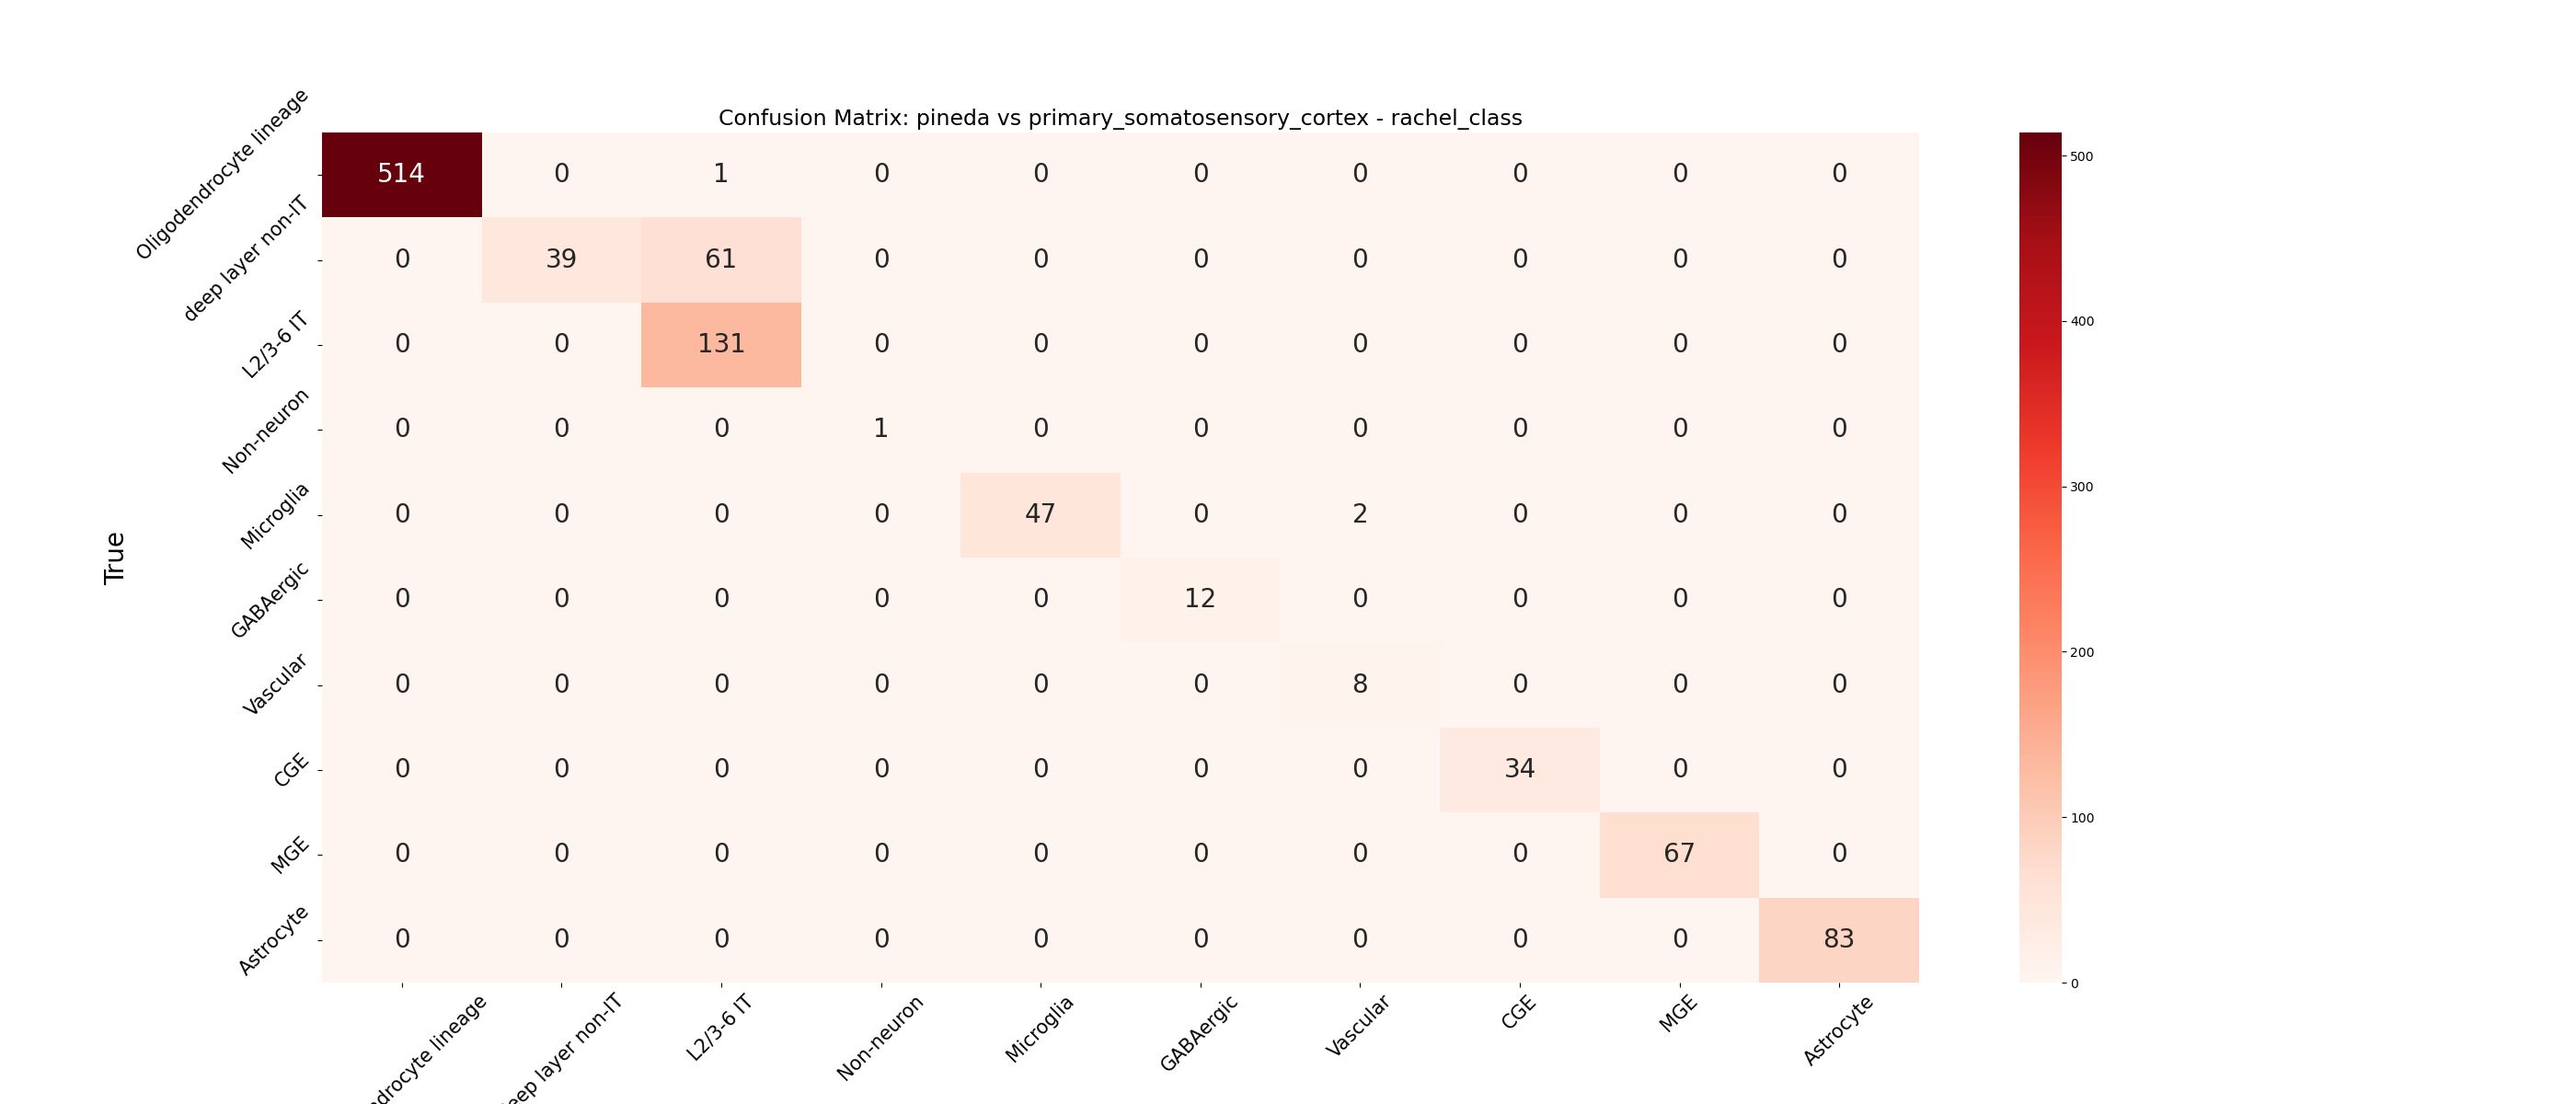 Confusion Matrix: pineda vs primary_somatosensory_cortex - rachel_class
True
Oligodendrocyte lineage 514 0 1 0 0 0 0 0 0 0
deep layer non-IT 0 39 61 0 0 0 0 0 0 0
L2/3-6 IT 0 0 131 0 0 0 0 0 0 0
Non-neuron 0 0 0 1 0 0 0 0 0 0
Microglia 0 0 0 0 47 0 2 0 0 0
GABAergic 0 0 0 0 0 12 0 0 0 0
Vascular 0 0 0 0 0 0 8 0 0 0
CGE 0 0 0 0 0 0 0 34 0 0
MGE 0 0 0 0 0 0 0 0 67 0
Astrocyte 0 0 0 0 0 0 0 0 0 83
lineage
layer non-IT
L2/3-6 IT
Non-neuron
Microglia
GABAergic
Vascular
CGE
MGE
Astrocyte
500
400
300
200
100
0